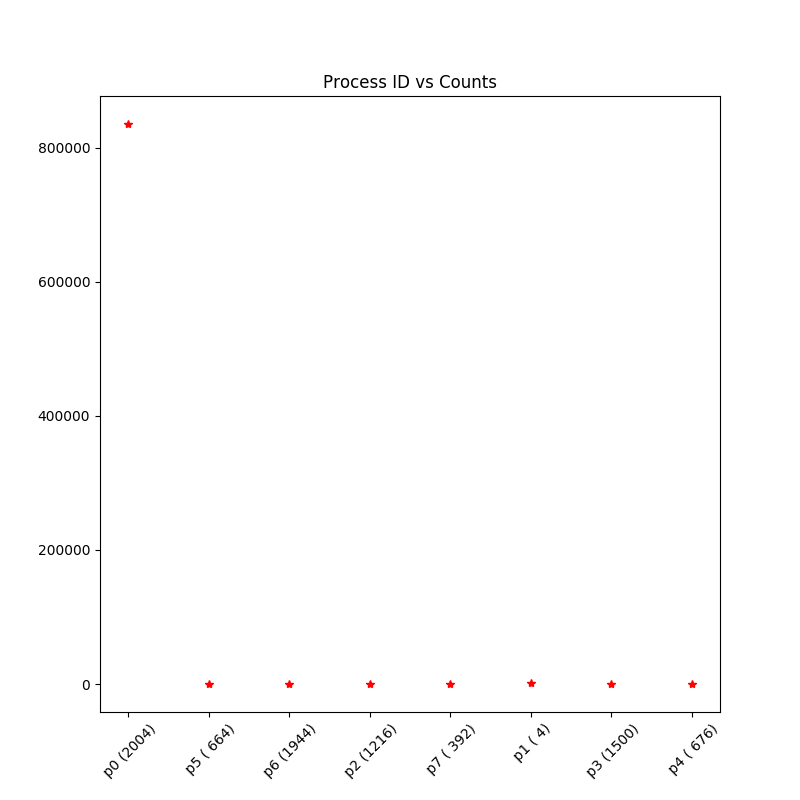 Process ID vs Counts
800000
600000
400000
200000
0
p0 (2004)
p5 ( 664)
p6 (1944)
p2 (1216)
p7 ( 392)
p1 ( 4)
p3 (1500)
p4 ( 676)